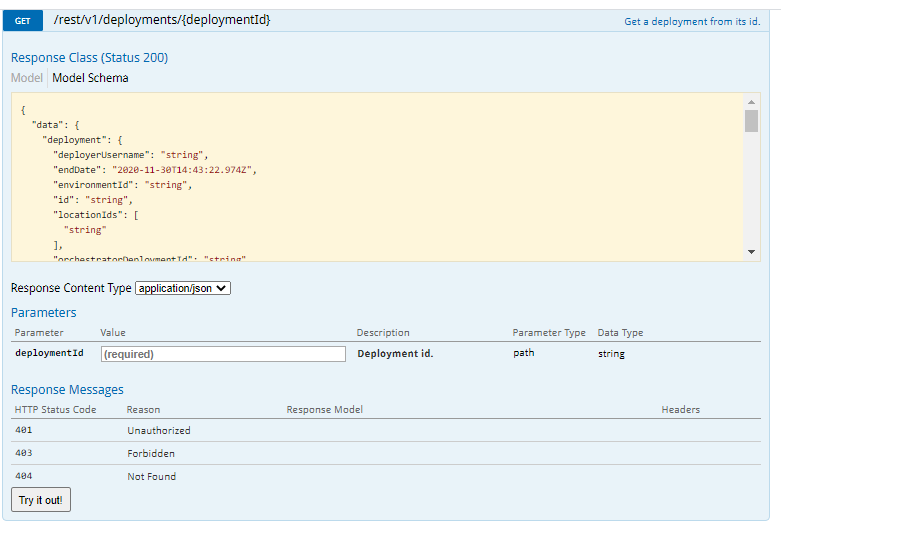 GET /rest/v1/deployments/{deploymentId} Get a deployment from its id.
Response Class (Status 200)
Model Model Schema
{
"data": {
"deployment": {
"deployerUsername": "string",
"endDate": "2020-11-30T14:43:22.974Z",
"environmentId": "string",
"id": "string",
"locationIds": [
"string"
],
"orchestratorDeploymentId": "string"
Response Content Type application/json
Parameters
Parameter Value Description Parameter Type Data Type
deploymentId (required) Deployment id. path string
Response Messages
HTTP Status Code Reason Response Model Headers
401 Unauthorized
403 Forbidden
404 Not Found
Try it out!